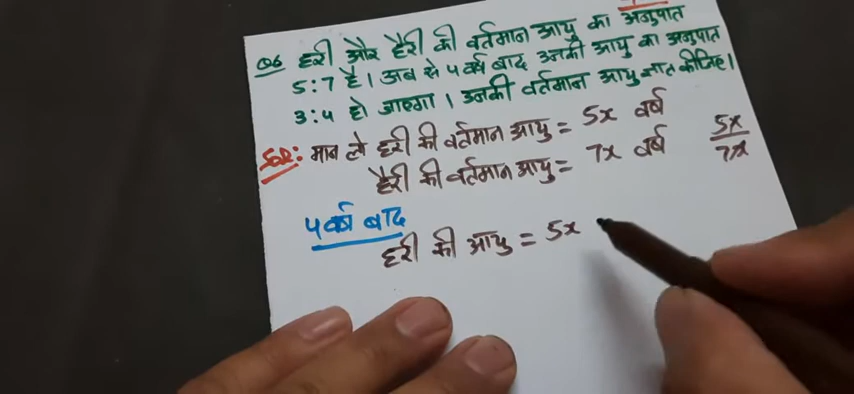 Q6 हरी और हैरी की वर्तमान आयु का अनुपात
5:7 है। अब से 4 वर्ष बाद उनकी आयु का अनुपात
3:4 हो जाएगा। उनकी वर्तमान आयु ज्ञात कीजिए।
Sol: मान लो हरी की वर्तमान आयु = 5x वर्ष
हैरी की वर्तमान आयु = 7x वर्ष
5x
7x
4 वर्ष बाद
हरी की आयु = 5x